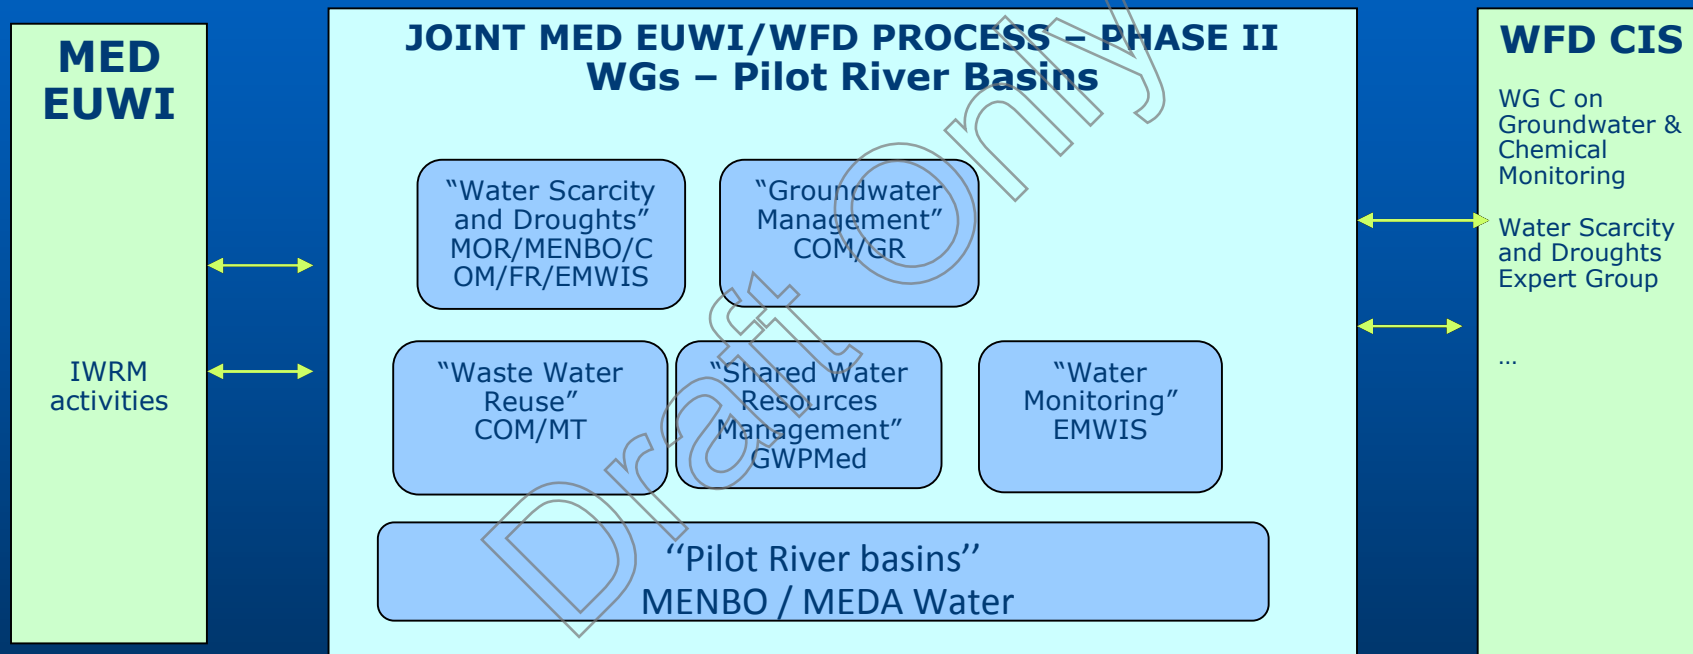 MED
EUWI
IWRM
activities
JOINT MED EUWI/WFD PROCESS – PHASE II
WGs – Pilot River Basins
“Water Scarcity
and Droughts”
MOR/MENBO/C
OM/FR/EMWIS
“Groundwater
Management”
COM/GR
“Waste Water
Reuse”
COM/MT
“Shared Water
Resources
Management”
GWPMed
“Water
Monitoring”
EMWIS
‘‘Pilot River basins’’
MENBO / MEDA Water
WFD CIS
WG C on
Groundwater &
Chemical
Monitoring
Water Scarcity
and Droughts
Expert Group
…
Draft Only